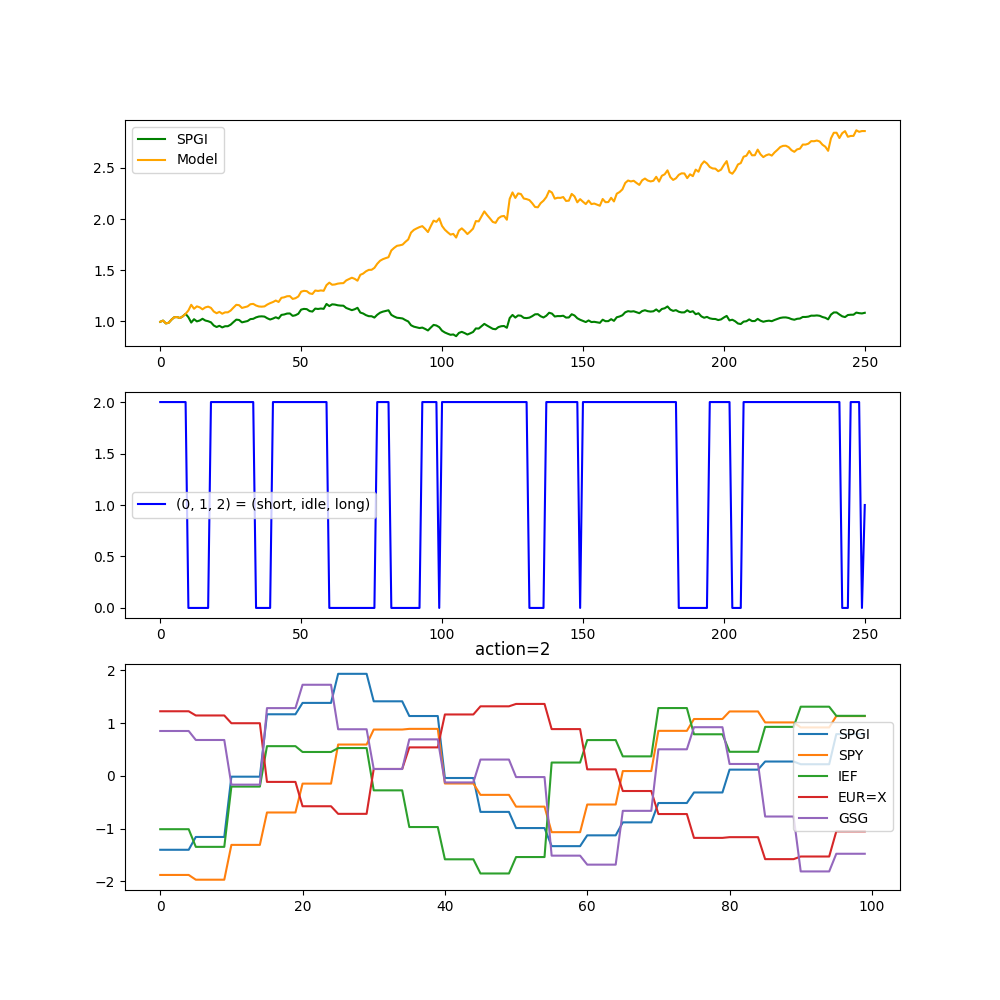 SPGI
Model
2.5
2.0
1.5
1.0
0 50 100 150 200 250
2.0
1.5
1.0
0.5
0.0
(0, 1, 2) = (short, idle, long)
0 50 100 150 200 250
action=2
2
1
0
−1
−2
SPGI
SPY
IEF
EUR=X
GSG
0 20 40 60 80 100